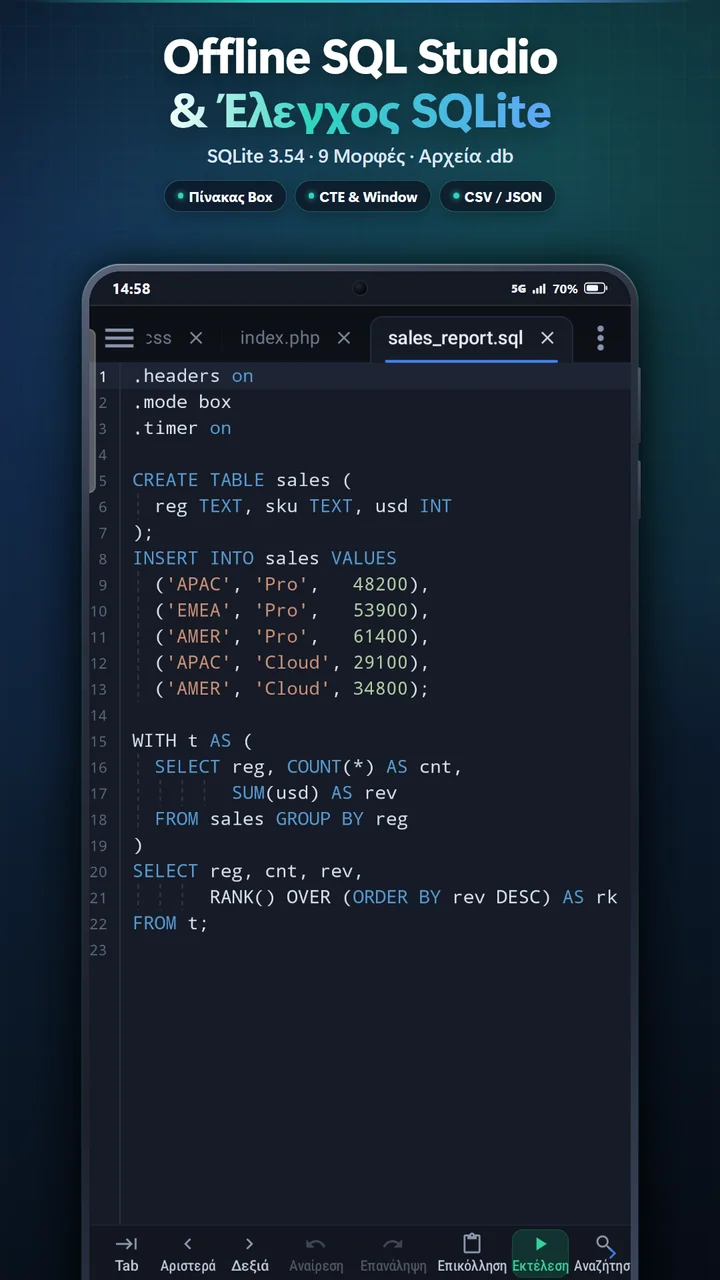 Offline SQL Studio
& Έλεγχος SQLite
SQLite 3.54 · 9 Μορφές · Αρχεία .db
Πίνακας Box
CTE & Window
CSV / JSON
14:58
5G
70%
css
index.php
sales_report.sql
1 .headers on
2 .mode box
3 .timer on
4
5 CREATE TABLE sales (
6 reg TEXT, sku TEXT, usd INT
7 );
8 INSERT INTO sales VALUES
9 ('APAC', 'Pro', 48200),
10 ('EMEA', 'Pro', 53900),
11 ('AMER', 'Pro', 61400),
12 ('APAC', 'Cloud', 29100),
13 ('AMER', 'Cloud', 34800);
14
15 WITH t AS (
16 SELECT reg, COUNT(*) AS cnt,
17 SUM(usd) AS rev
18 FROM sales GROUP BY reg
19 )
20 SELECT reg, cnt, rev,
21 RANK() OVER (ORDER BY rev DESC) AS rk
22 FROM t;
23
Tab
Αριστερά
Δεξιά
Αναίρεση
Επανάληψη
Επικόλληση
Εκτέλεση
Αναζήτησ